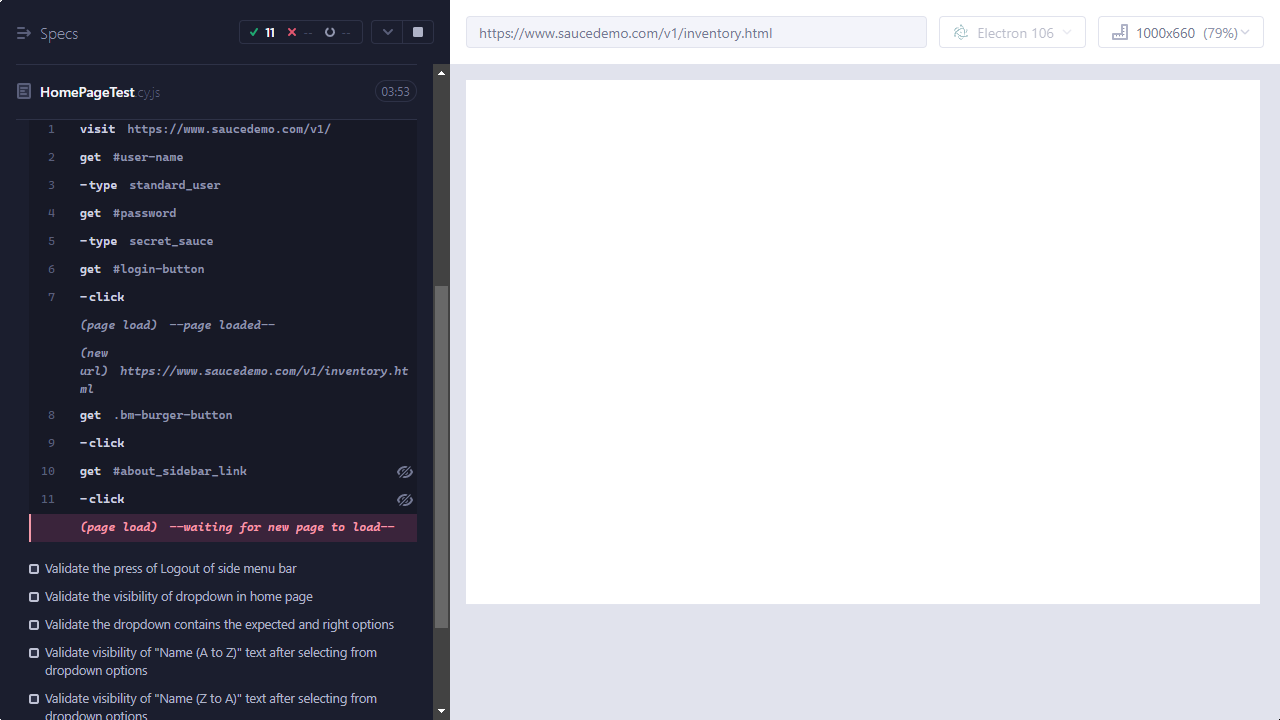 Specs
11
--
--
https://www.saucedemo.com/v1/inventory.html
Electron 106
1000x660 (79%)
HomePageTest.cy.js
03:53
1 visit https://www.saucedemo.com/v1/
2 get #user-name
3 -type standard_user
4 get #password
5 -type secret_sauce
6 get #login-button
7 -click
(page load) --page loaded--
(new
url) https://www.saucedemo.com/v1/inventory.ht
ml
8 get .bm-burger-button
9 -click
10 get #about_sidebar_link
11 -click
(page load) --waiting for new page to load--
Validate the press of Logout of side menu bar
Validate the visibility of dropdown in home page
Validate the dropdown contains the expected and right options
Validate visibility of "Name (A to Z)" text after selecting from
dropdown options
Validate visibility of "Name (Z to A)" text after selecting from
dropdown options